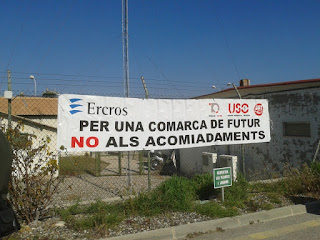 Ercros
USO
PER UNA COMARCA DE FUTUR
NO ALS ACOMIADAMENTS